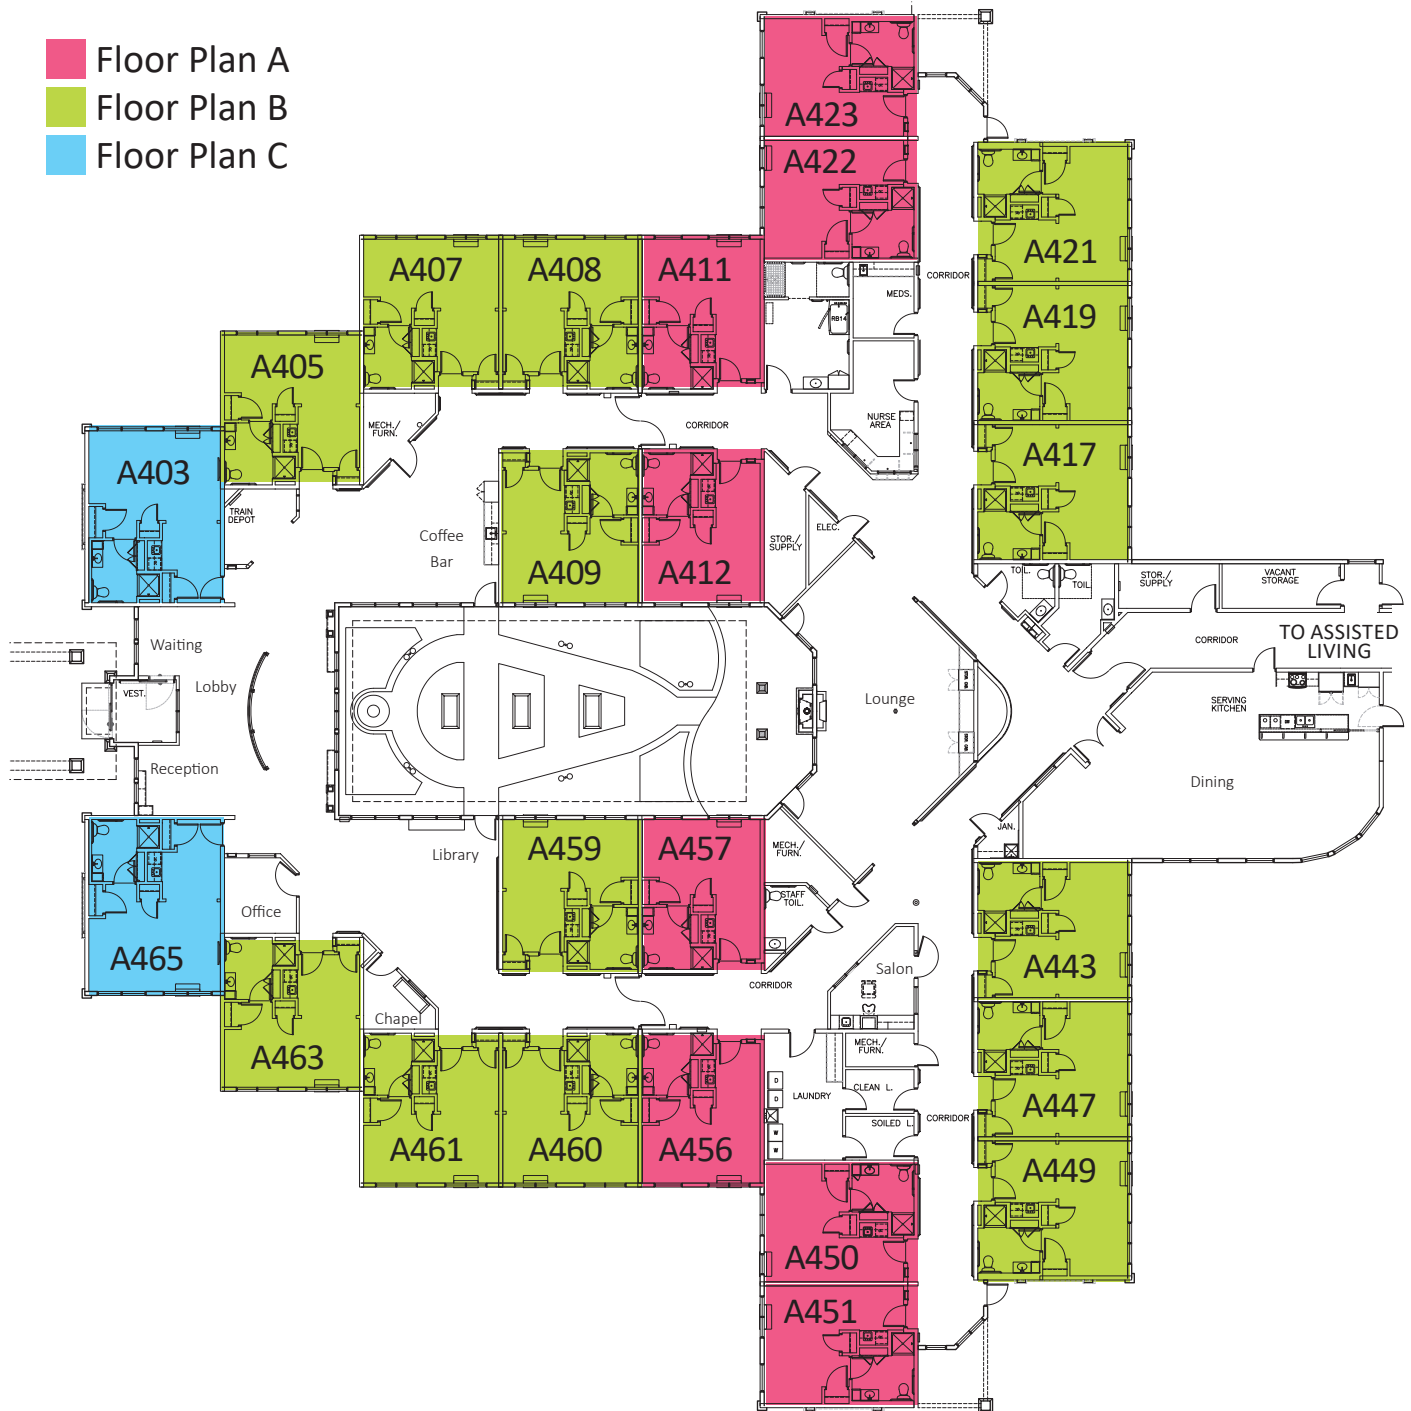 Floor Plan A
Floor Plan B
Floor Plan C
A423
A422
A421
A419
A417
CORRIDOR
MEDS.
RB14
NURSE
AREA
A407
A408
A411
A405
MECH./
FURN.
CORRIDOR
A403
TRAIN
DEPOT
Coffee
Bar
A409
A412
STOR./
SUPPLY
ELEC.
TOIL.
TOIL.
STOR./
SUPPLY
VACANT
STORAGE
CORRIDOR
TO ASSISTED
LIVING
Waiting
Lobby
VEST.
Reception
Lounge
SERVING
KITCHEN
Dining
JAN.
Library
A459
A457
MECH./
FURN.
STAFF
TOIL.
A465
Office
A463
Chapel
CORRIDOR
Salon
A443
A461
A460
A456
MECH./
FURN.
LAUNDRY
CLEAN L.
SOILED L.
CORRIDOR
D
D
W
W
A447
A449
A450
A451